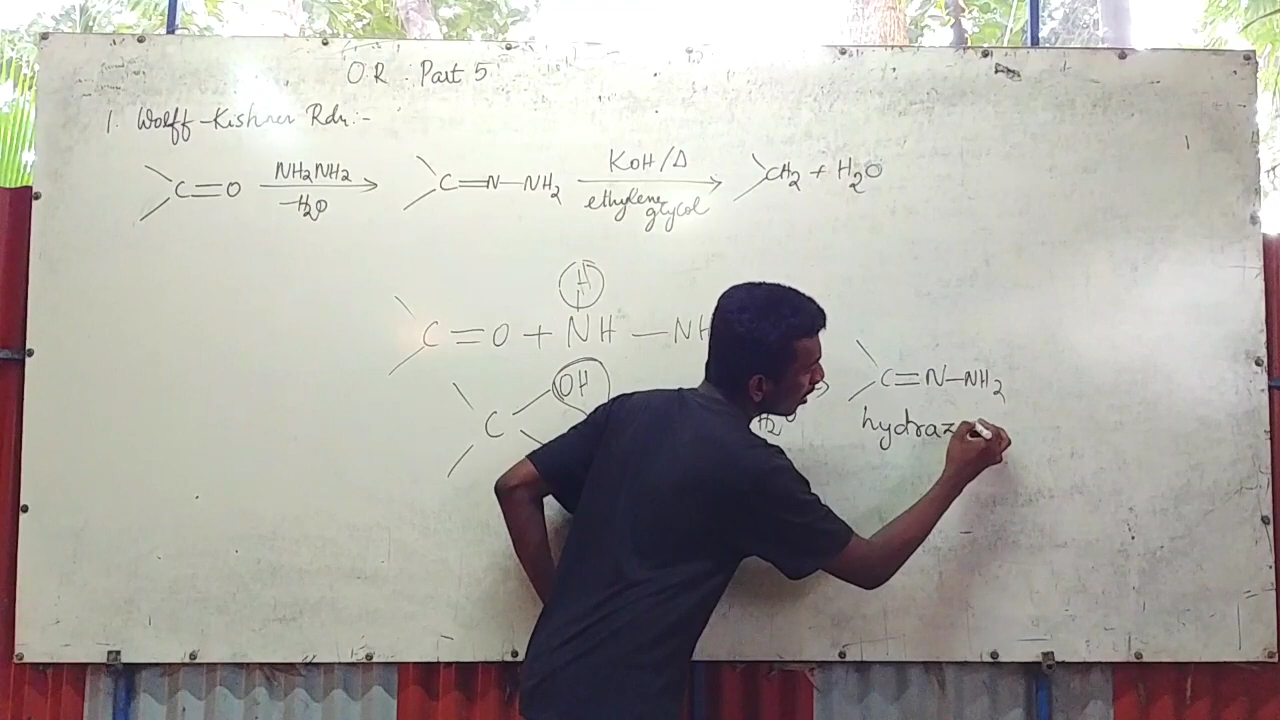 O.R : Part 5
1. Wolff-Kishner Rdn:-
C=O NH2NH2 -H2O C=N-NH2 KOH/Δ ethylene glycol CH2 + H2O
H
C=O + NH-NH
OH
C H2O C=N-NH2
hydraz